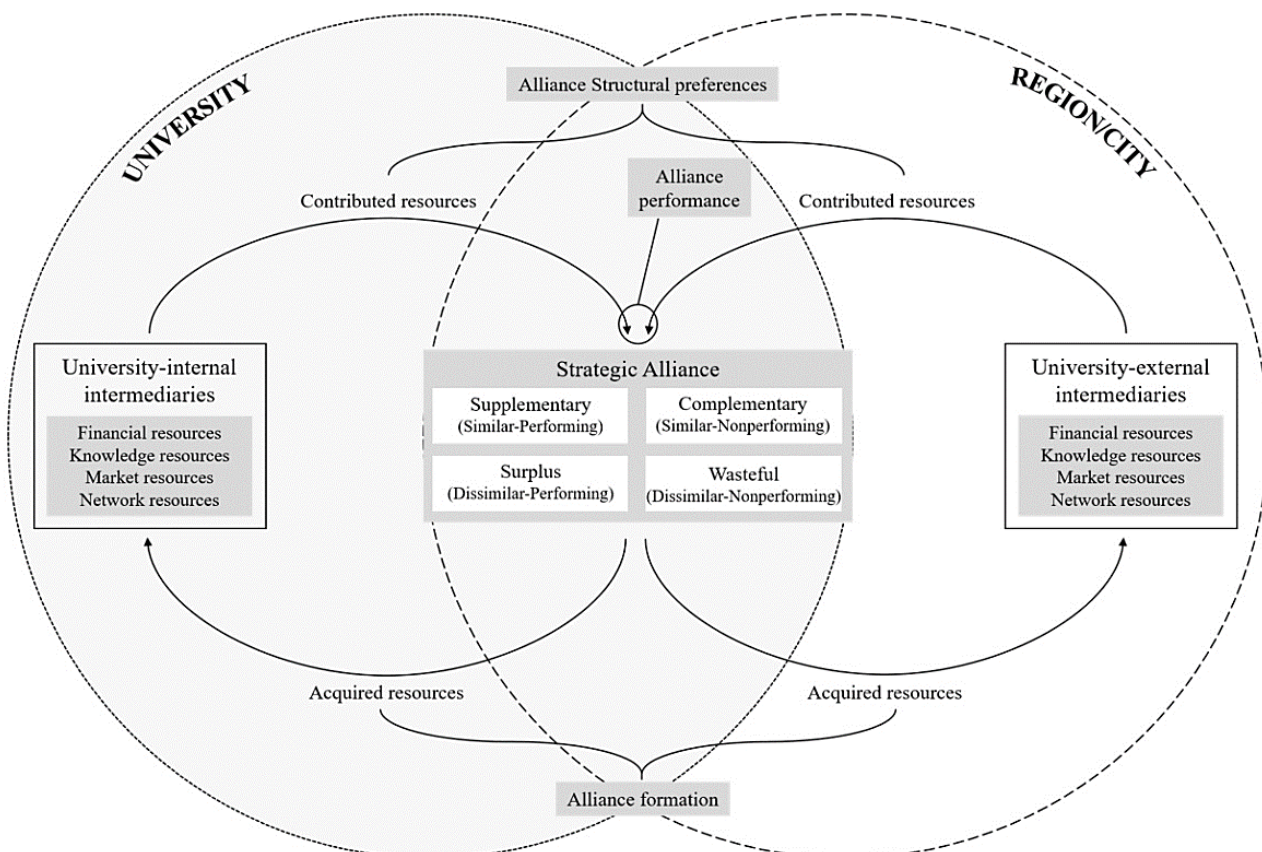 Alliance Structural preferences
UNIVERSITY
REGION/CITY
Alliance
performance
Contributed resources
Contributed resources
University-internal
intermediaries
Financial resources
Knowledge resources
Market resources
Network resources
Strategic Alliance
Supplementary
(Similar-Performing)
Complementary
(Similar-Nonperforming)
Surplus
(Dissimilar-Performing)
Wasteful
(Dissimilar-Nonperforming)
University-external
intermediaries
Financial resources
Knowledge resources
Market resources
Network resources
Acquired resources
Acquired resources
Alliance formation